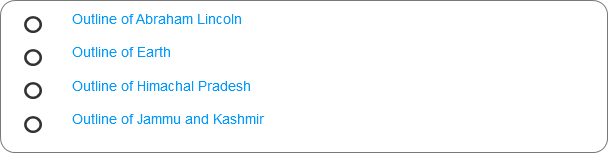 Outline of Abraham Lincoln
Outline of Earth
Outline of Himachal Pradesh
Outline of Jammu and Kashmir